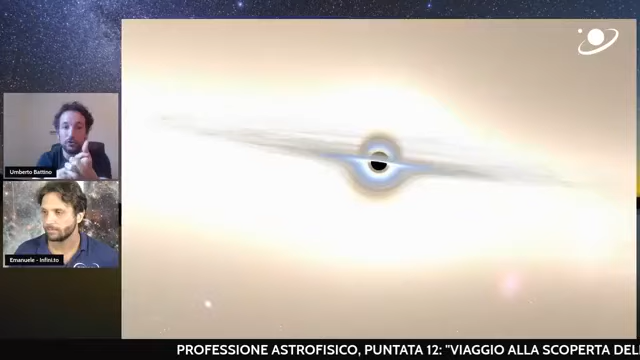 Umberto Battino
Emanuele - Infini.to
PROFESSIONE ASTROFISICO, PUNTATA 12: "VIAGGIO ALLA SCOPERTA DEL